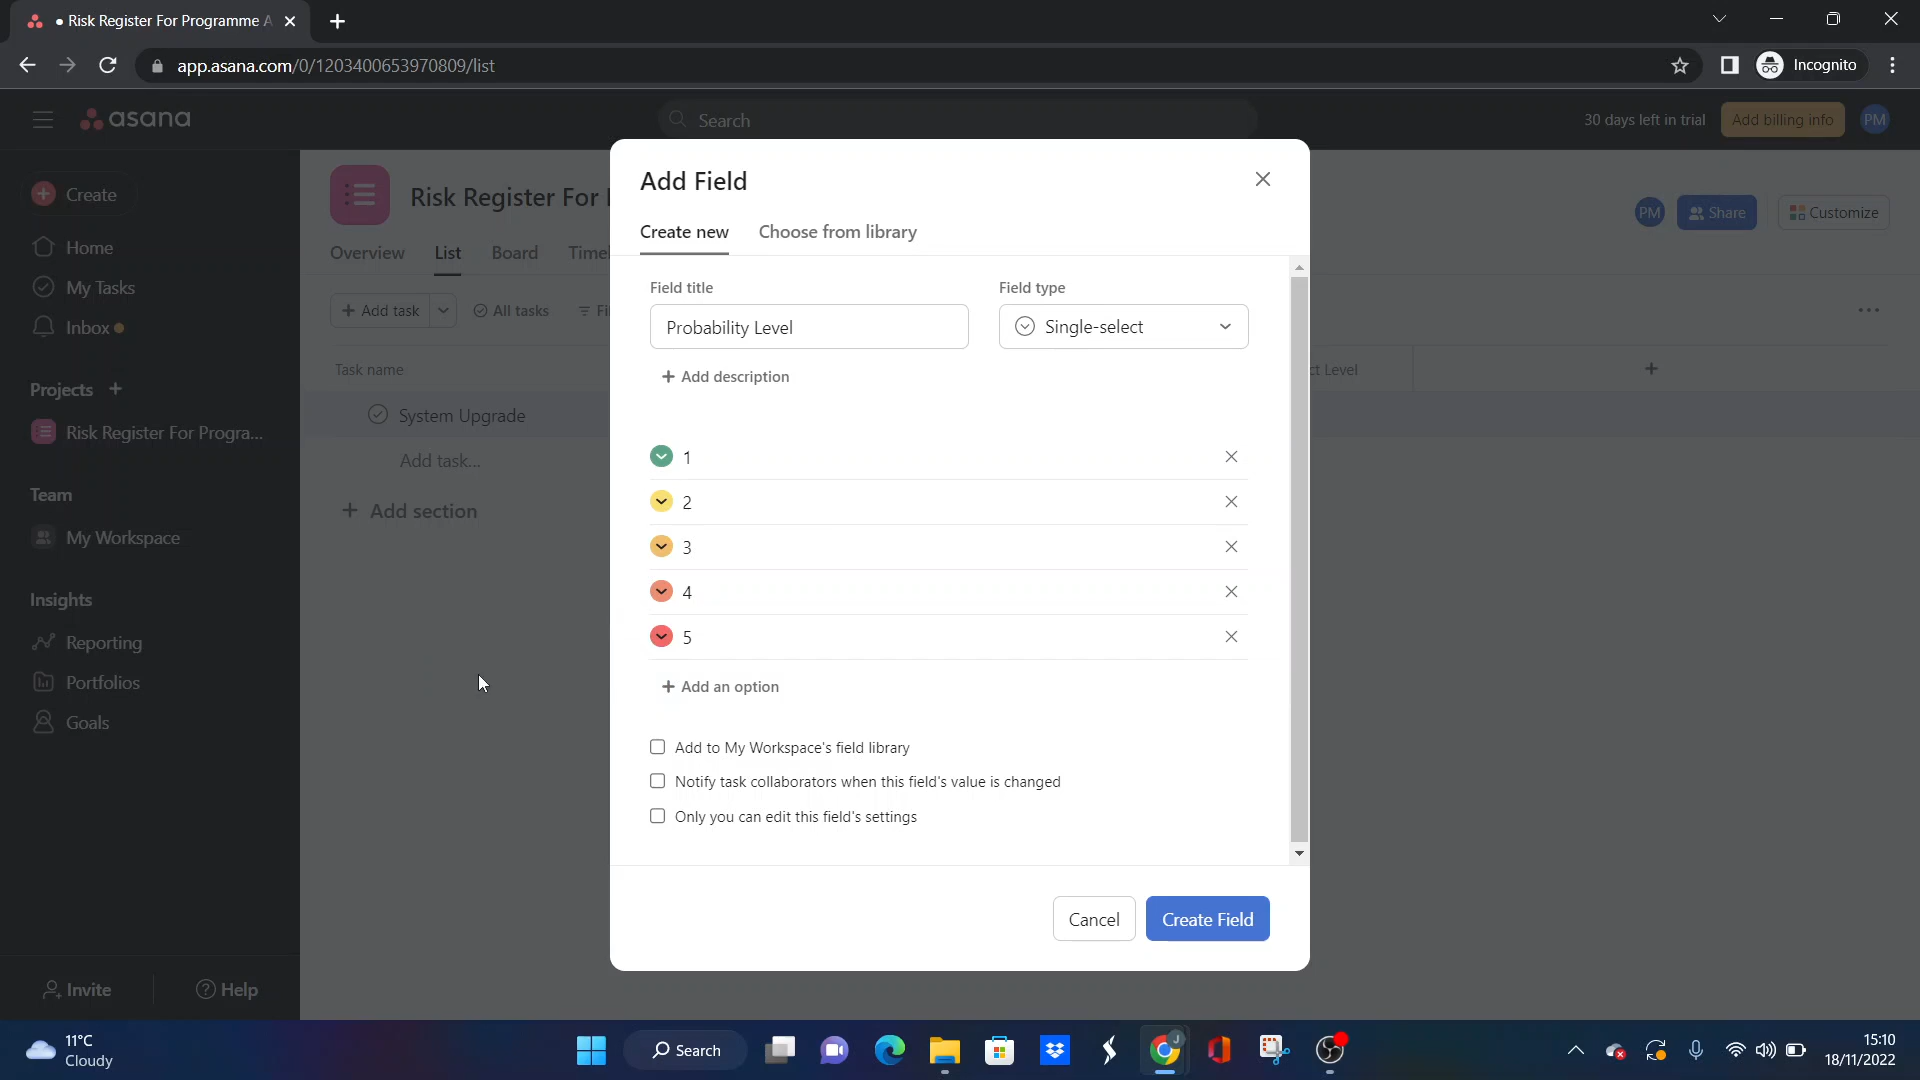 Risk Register For Programme A
app.asana.com/0/1203400653970809/list
Incognito
asana
Search
30 days left in trial
Add billing info
PM
Create
Home
My Tasks
Inbox
Projects +
Risk Register For Progra...
Team
My Workspace
Insights
Reporting
Portfolios
Goals
Invite
Help
Risk Register For
Overview
List
Board
PM
Share
Customize
+ Add task
All tasks
Task name
ct Level
System Upgrade
Add task...
+ Add section
Add Field
Create new
Choose from library
Field title
Field type
Probability Level
Single-select
+ Add description
1
2
3
4
5
+ Add an option
Add to My Workspace's field library
Notify task collaborators when this field's value is changed
Only you can edit this field's settings
Cancel
Create Field
11°C
Cloudy
Search
15:10
18/11/2022